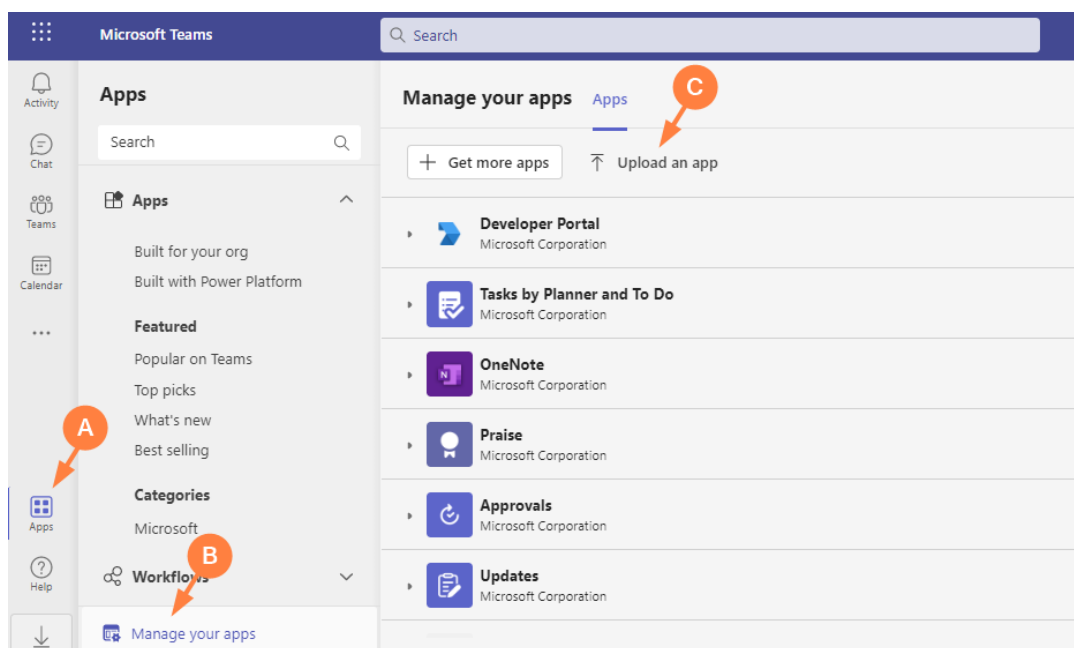 Microsoft Teams
Search
Activity
Chat
Teams
Calendar
Apps
Help
Apps
Search
Apps
Built for your org
Built with Power Platform
Featured
Popular on Teams
Top picks
What's new
Best selling
Categories
Microsoft
Workflows
Manage your apps
A
B
C
Manage your apps Apps
Get more apps Upload an app
Developer Portal
Microsoft Corporation
Tasks by Planner and To Do
Microsoft Corporation
OneNote
Microsoft Corporation
N
Praise
Microsoft Corporation
Approvals
Microsoft Corporation
Updates
Microsoft Corporation